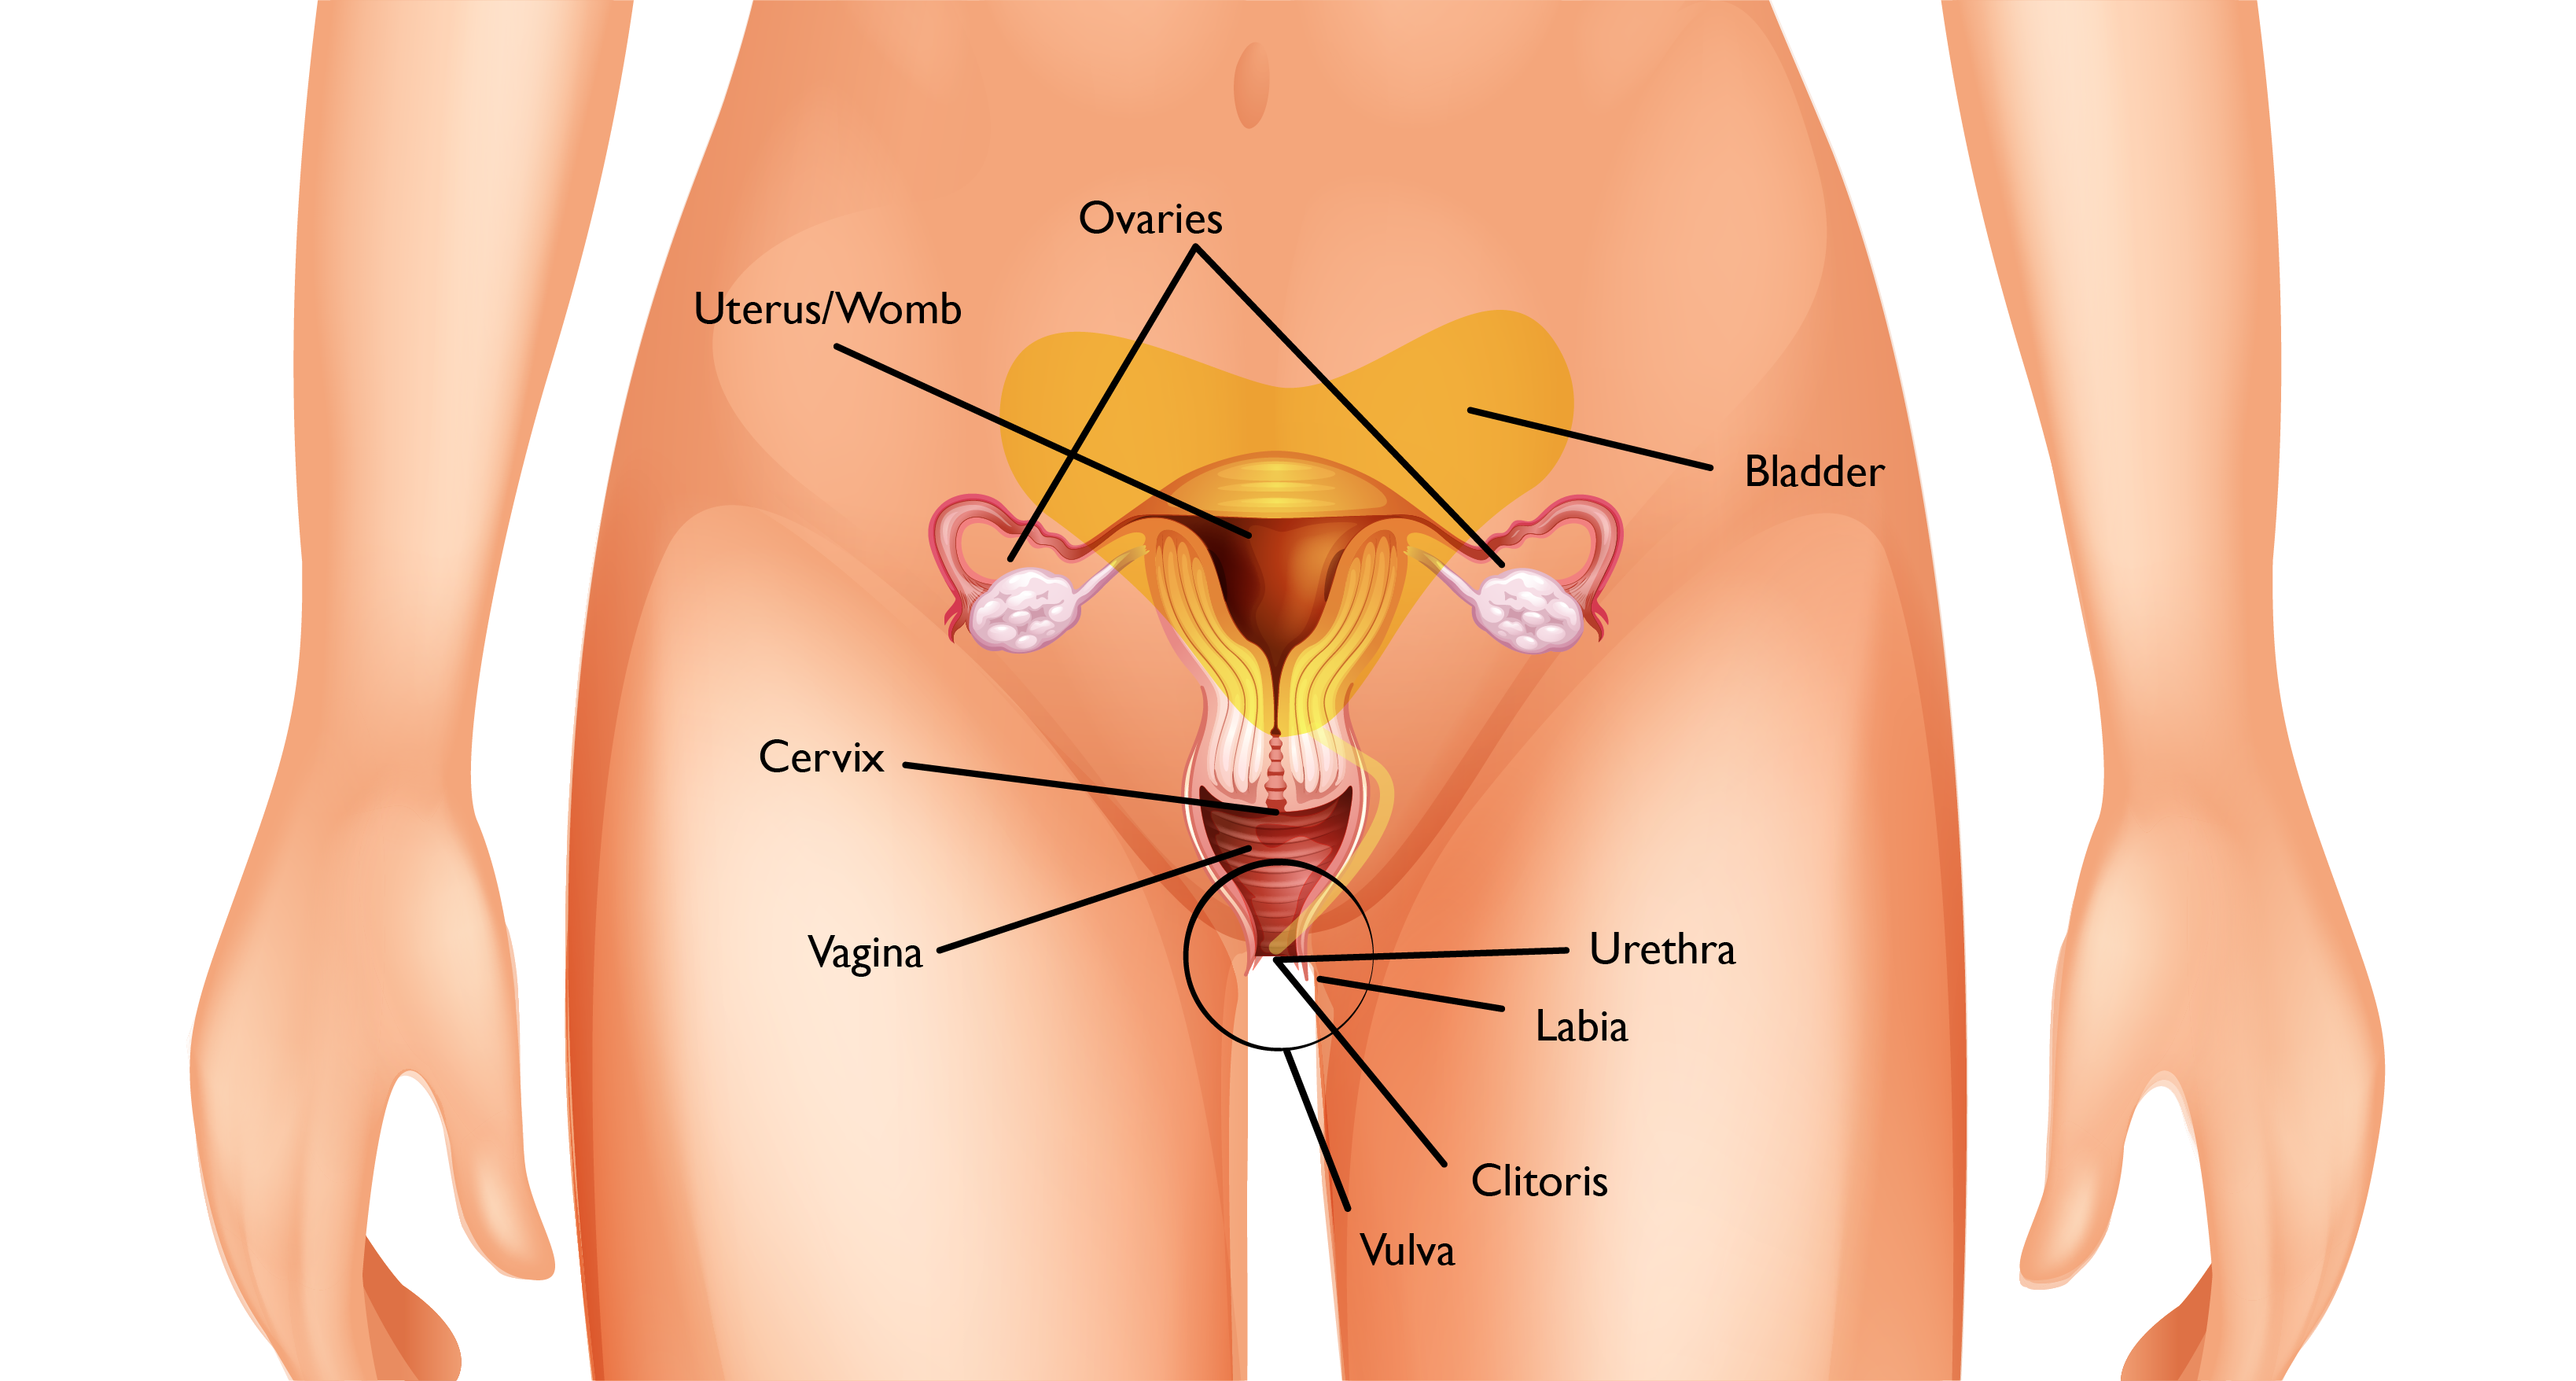 Ovaries
Uterus/Womb
Bladder
Cervix
Vagina
Urethra
Labia
Clitoris
Vulva